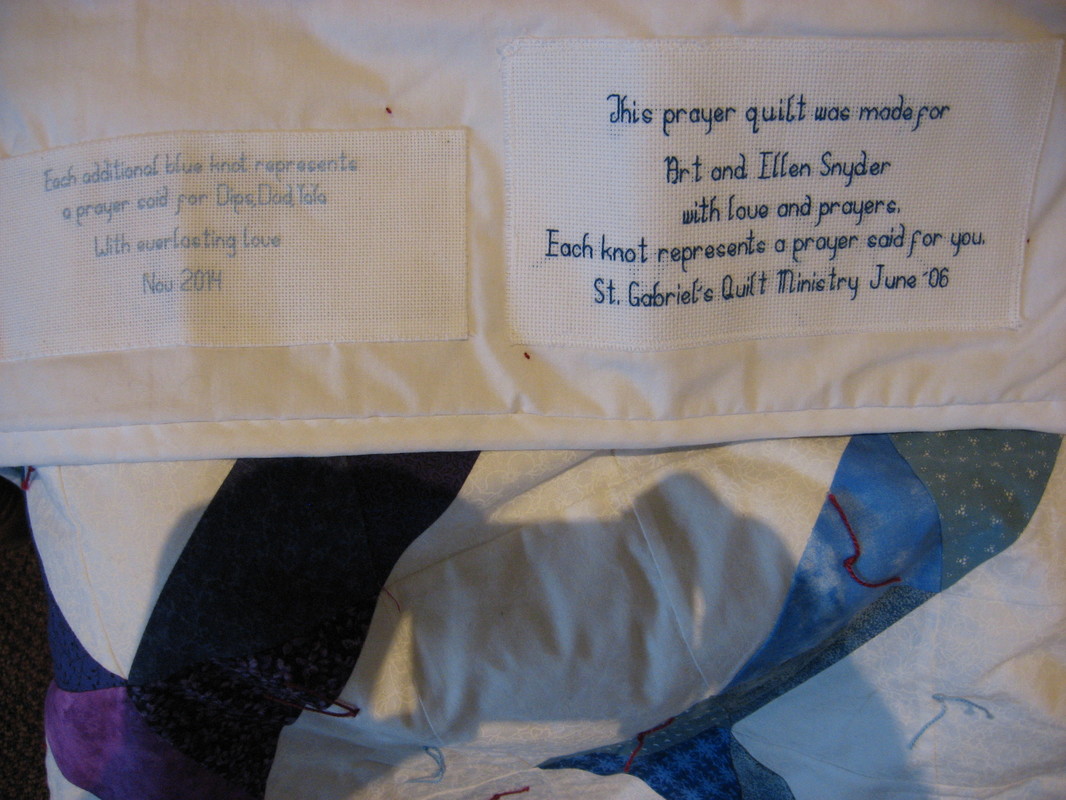 Each additional blue knot represents
a prayer said for Dips,Dad,YaYa
With everlasting love
Nov 2014
This prayer quilt was made for
Art and Ellen Snyder
with love and prayers.
Each knot represents a prayer said for you.
St. Gabriel's Quilt Ministry June '06